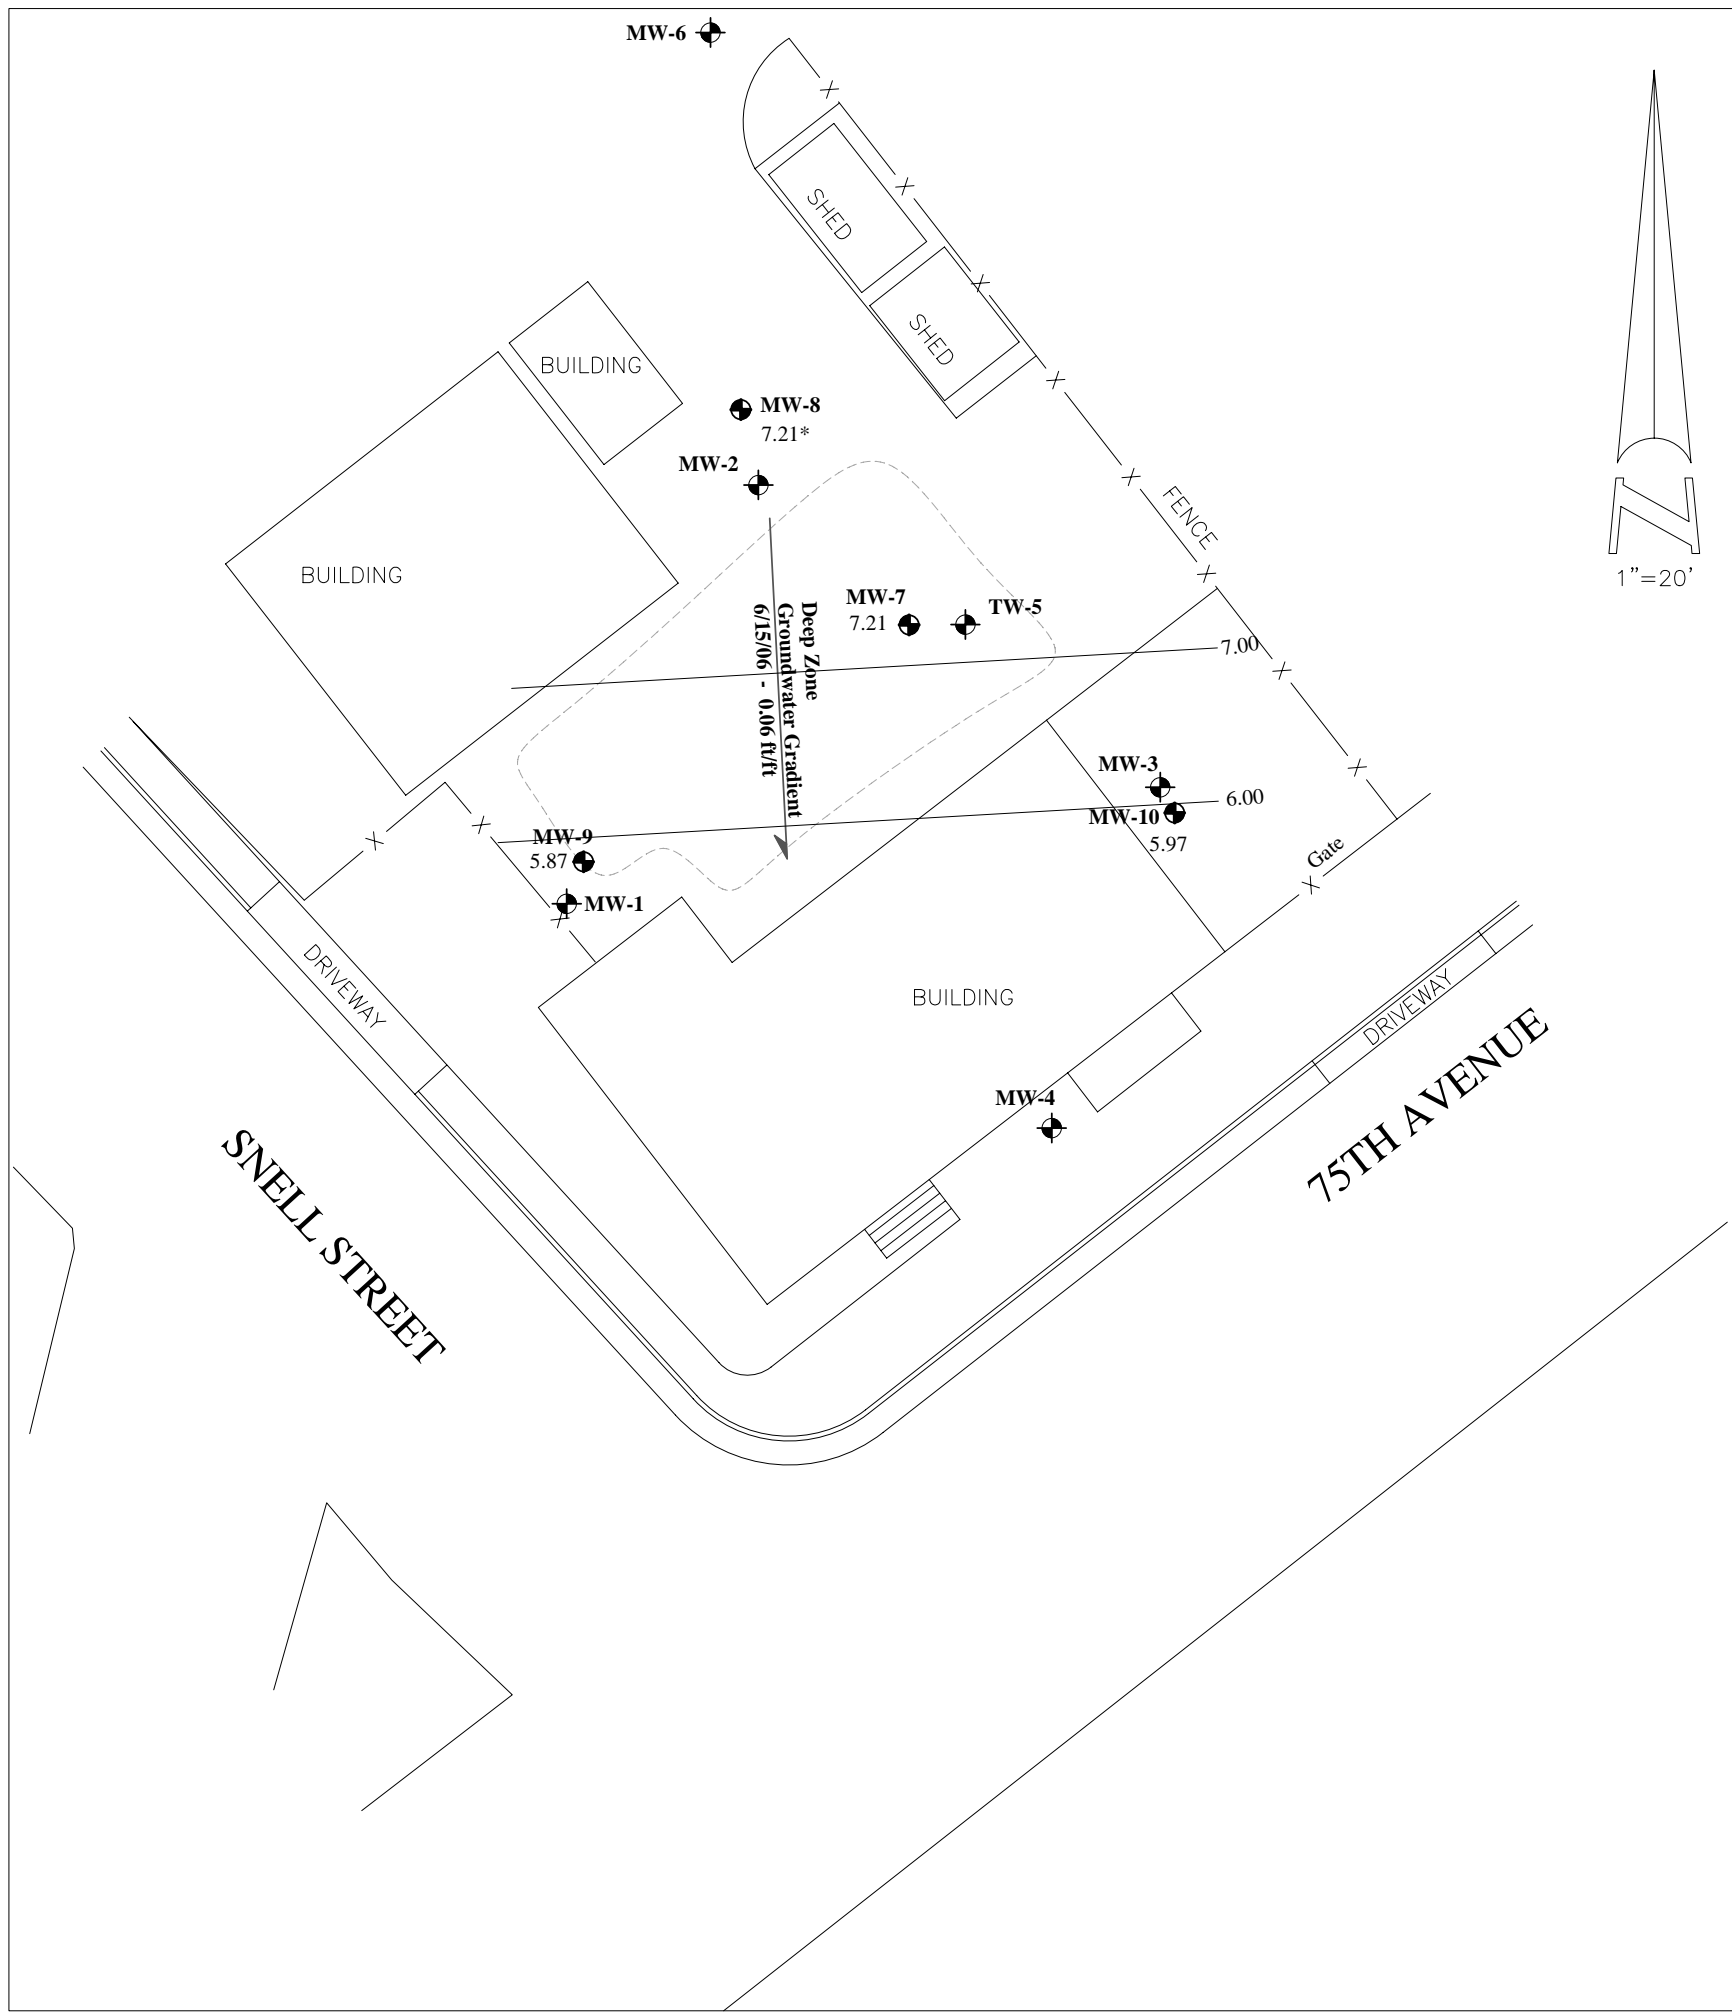 MW-6
SHED
SHED
N
1”=20’
BUILDING
BUILDING
MW-8
7.21*
MW-2
FENCE
MW-7
7.21
TW-5
Deep Zone
Groundwater Gradient
6/15/06 - 0.06 ft/ft
7.00
MW-3
6.00
MW-10
5.97
MW-9
5.87
MW-1
Gate
DRIVEWAY
BUILDING
DRIVEWAY
MW-4
75TH AVENUE
SNELL STREET
X
X
X
X
X
X
X
X
X
X
X
X
X